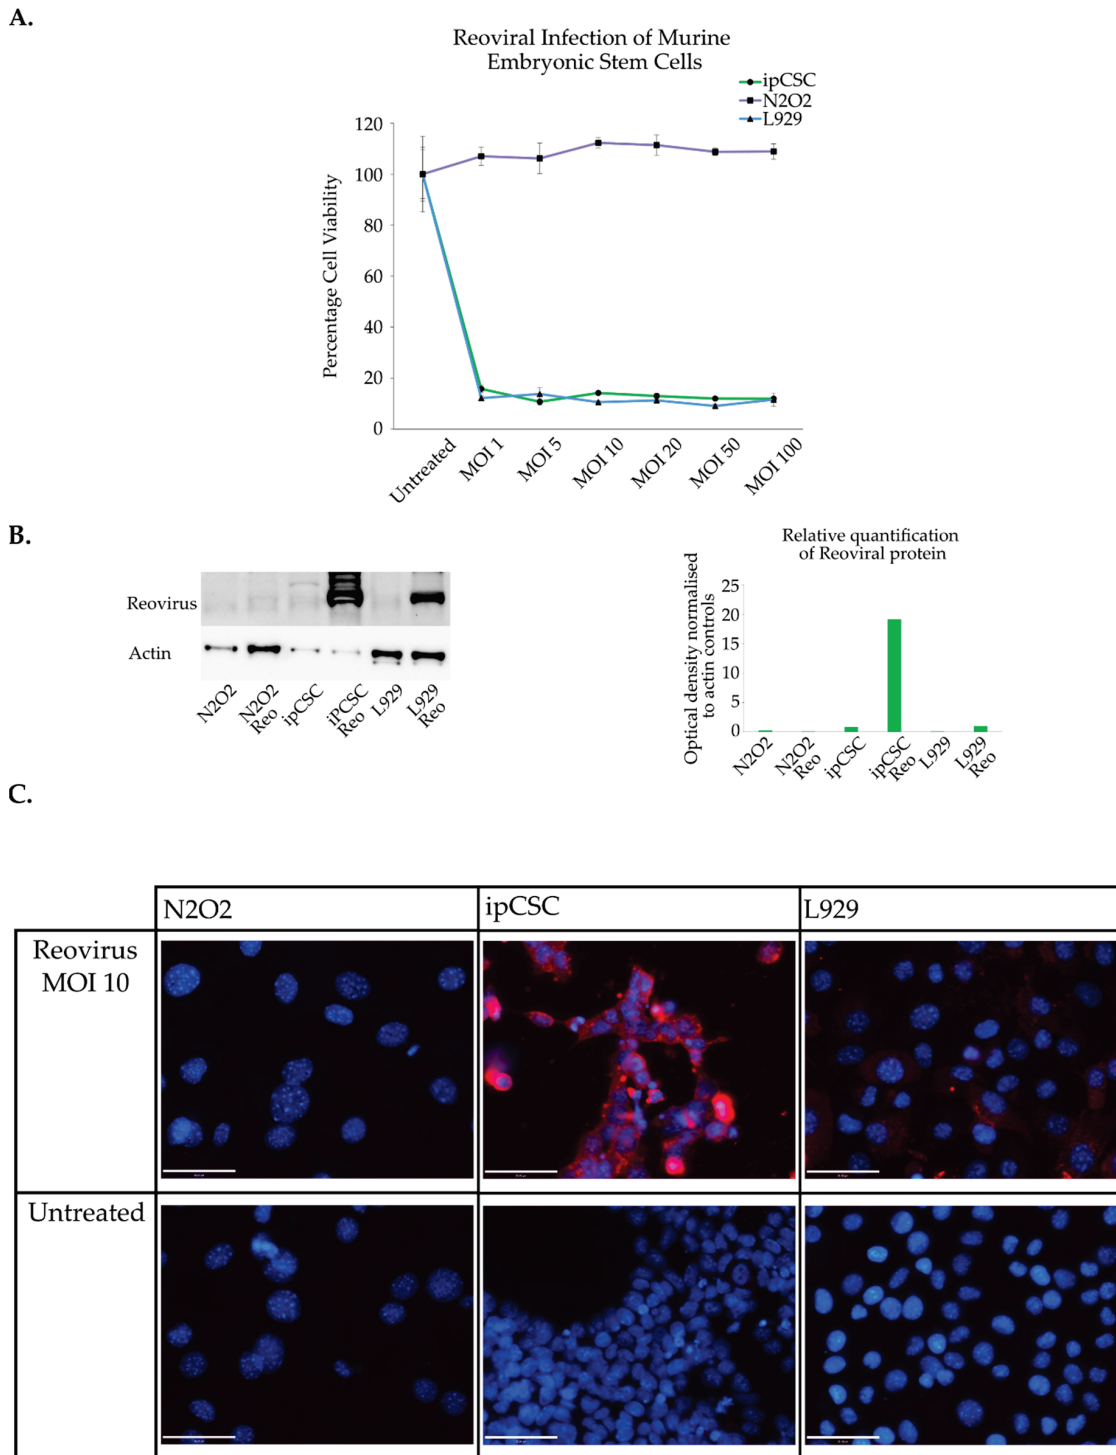 A.
Reoviral Infection of Murine
Embryonic Stem Cells
ipCSC
N2O2
L929
120
100
80
60
40
20
0
Percentage Cell Viability
Untreated
MOI 1
MOI 5
MOI 10
MOI 20
MOI 50
MOI 100
B.
Reovirus
Actin
N2O2
N2O2
Reo
ipCSC
iPCSC
Reo
L929
L929
Reo
Relative quantification
of Reoviral protein
Optical density normalised
to actin controls
25
20
15
10
5
0
N2O2
N2O2
Reo
ipCSC
ipCSC
Reo
L929
L929
Reo
C.
N2O2
ipCSC
L929
Reovirus
MOI 10
Untreated